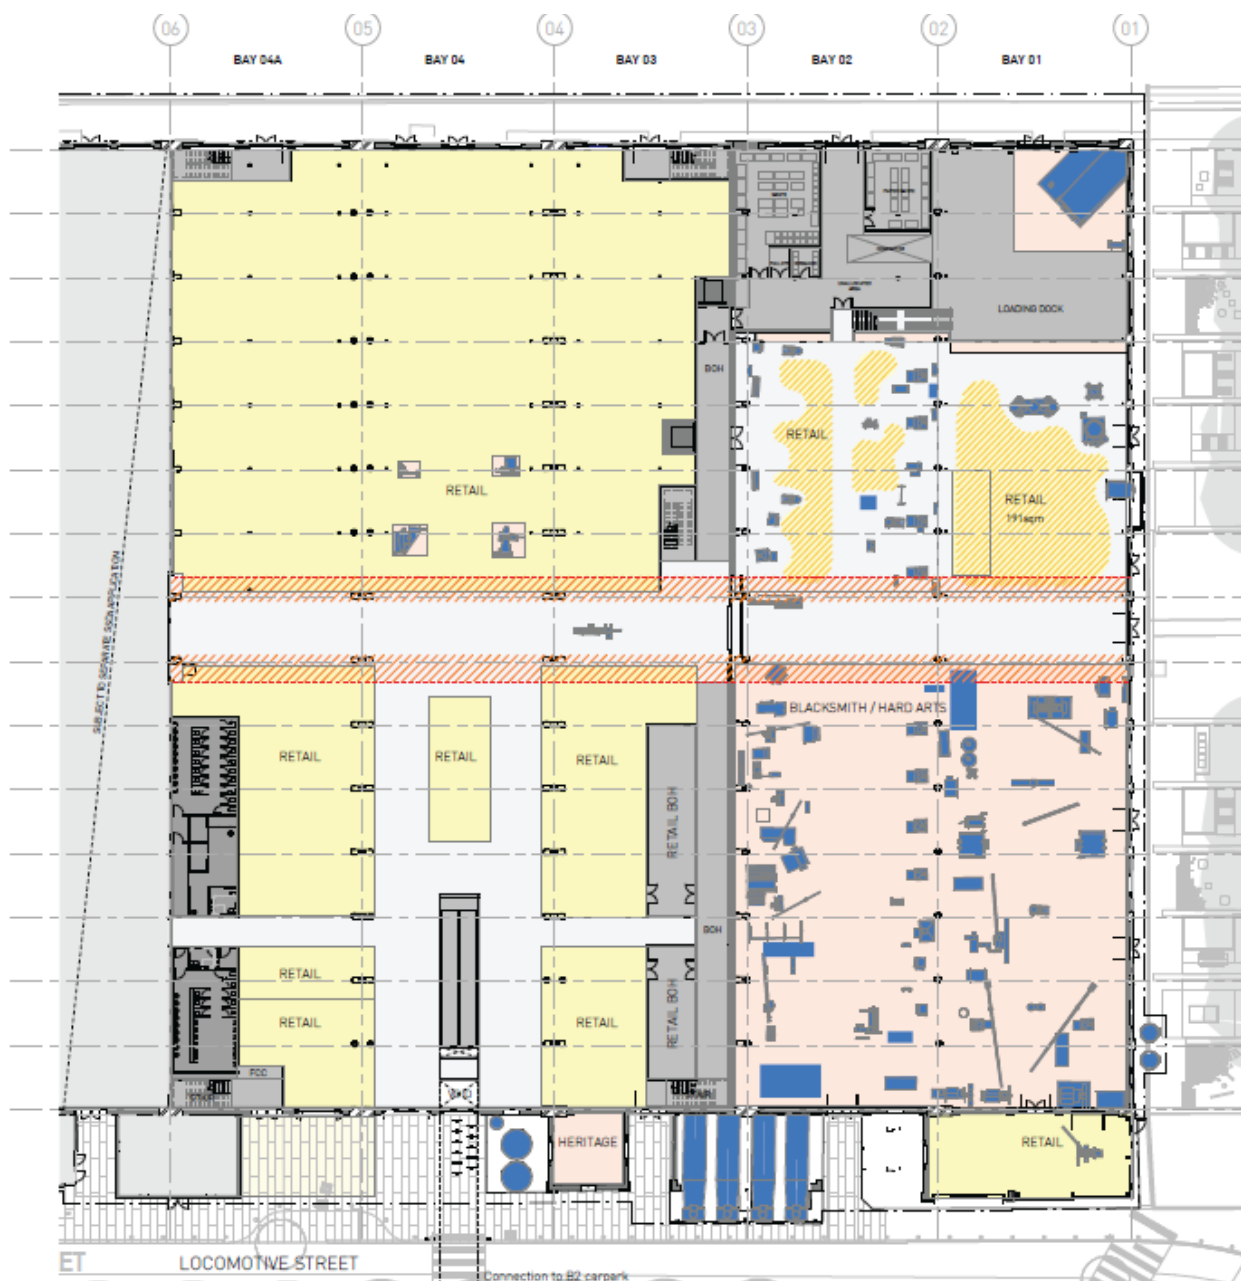 06 05 04 03 02 01
BAY 04A BAY 04 BAY 03 BAY 02 BAY 01
LOADING DOCK
BOH
RETAIL
RETAIL
RETAIL
191sqm
SUBJECT TO SEPARATE SSDA APPLICATION
BLACKSMITH / HARD ARTS
RETAIL
RETAIL
RETAIL
RETAIL BOH
BOH
RETAIL
RETAIL
RETAIL
RETAIL BOH
FCC
HERITAGE
RETAIL
ET
LOCOMOTIVE STREET
Connection to B2 carpark